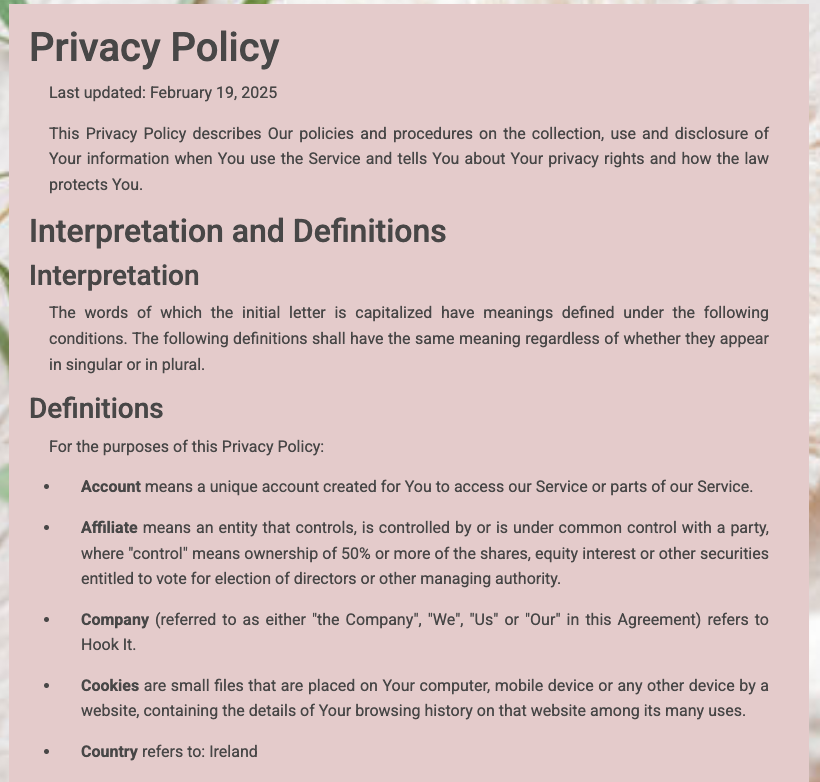 Privacy Policy
Last updated: February 19, 2025
This Privacy Policy describes Our policies and procedures on the collection, use and disclosure of
Your information when You use the Service and tells You about Your privacy rights and how the law
protects You.
Interpretation and Definitions
Interpretation
The words of which the initial letter is capitalized have meanings defined under the following
conditions. The following definitions shall have the same meaning regardless of whether they appear
in singular or in plural.
Definitions
For the purposes of this Privacy Policy:
• Account means a unique account created for You to access our Service or parts of our Service.
• Affiliate means an entity that controls, is controlled by or is under common control with a party,
where "control" means ownership of 50% or more of the shares, equity interest or other securities
entitled to vote for election of directors or other managing authority.
• Company (referred to as either "the Company", "We", "Us" or "Our" in this Agreement) refers to
Hook It.
• Cookies are small files that are placed on Your computer, mobile device or any other device by a
website, containing the details of Your browsing history on that website among its many uses.
• Country refers to: Ireland